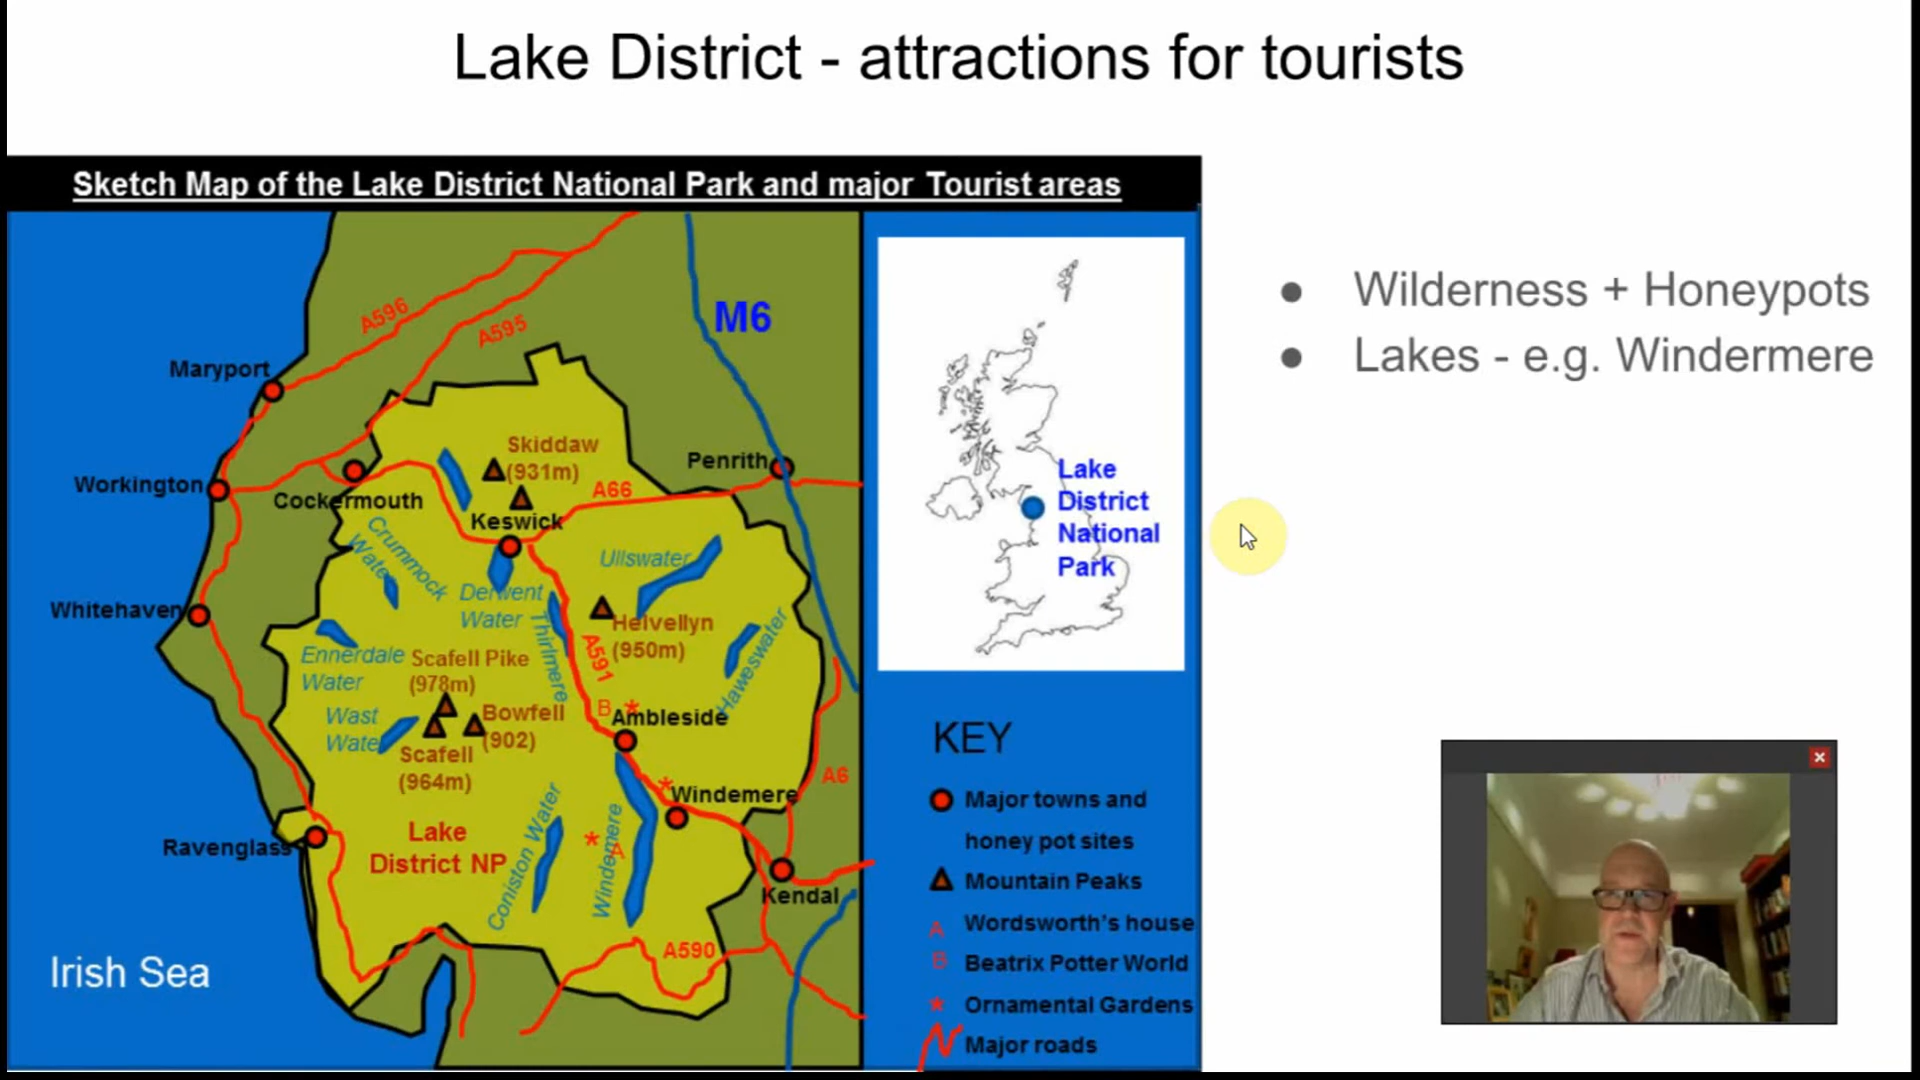 Lake District - attractions for tourists
Sketch Map of the Lake District National Park and major Tourist areas
● Wilderness + Honeypots
● Lakes - e.g. Windermere
A596
A595
M6
Maryport
Skiddaw
(931m)
Penrith
Workington
Cockermouth
A66
Keswick
Crummock
Water
Ullswater
Derwent
Water
Thirlmere
Whitehaven
Helvellyn
(950m)
A591
Haweswater
Ennerdale
Water
Scafell Pike
(978m)
Wast
Water
Bowfell
(902)
B *
Ambleside
Scafell
(964m)
A6
*
Windemere
Coniston Water
Windemere
* A
Ravenglass
Lake
District NP
Kendal
A590
Irish Sea
Lake
District
National
Park
KEY
Major towns and
honey pot sites
Mountain Peaks
A Wordsworth's house
B Beatrix Potter World
* Ornamental Gardens
Major roads